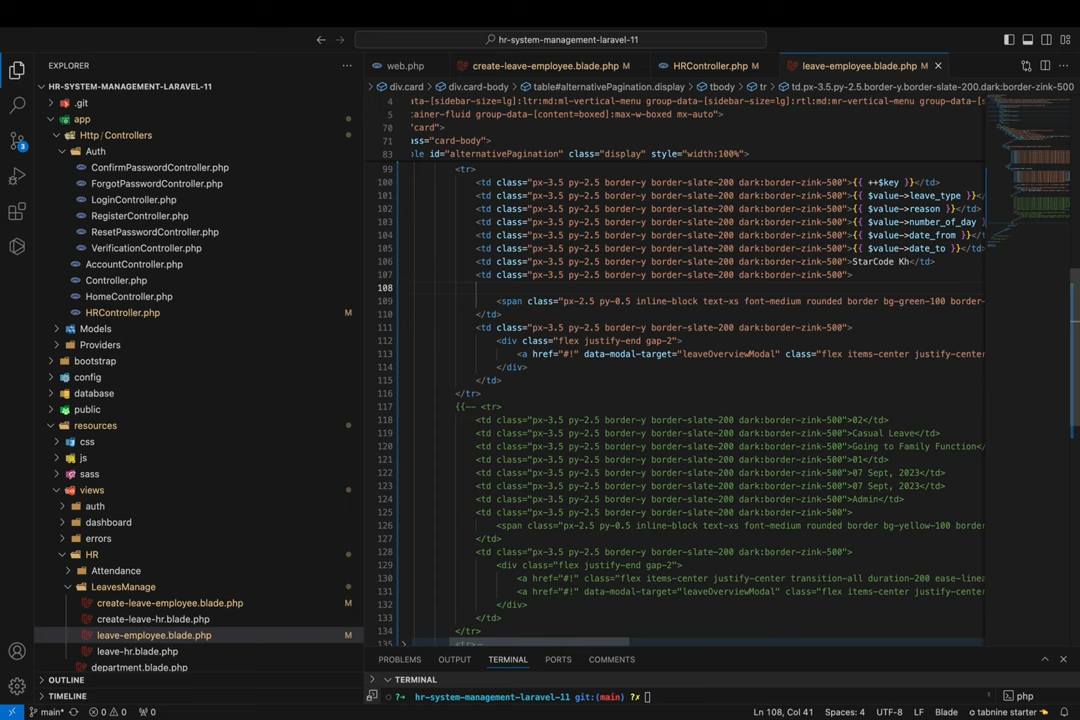 hr-system-management-laravel-11
EXPLORER
HR-SYSTEM-MANAGEMENT-LARAVEL-11
.git
app
Http / Controllers
Auth
ConfirmPasswordController.php
ForgotPasswordController.php
LoginController.php
RegisterController.php
ResetPasswordController.php
VerificationController.php
AccountController.php
Controller.php
HomeController.php
HRController.php M
Models
Providers
bootstrap
config
database
public
resources
css
js
sass
views
auth
dashboard
errors
HR
Attendance
LeavesManage
create-leave-employee.blade.php M
create-leave-hr.blade.php
leave-employee.blade.php M
leave-hr.blade.php
department.blade.php
OUTLINE
TIMELINE
3
web.php
create-leave-employee.blade.php M
HRController.php M
leave-employee.blade.php M
div.card > div.card-body > table#alternativePagination.display > tbody > tr > td.px-3.5.py-2.5.border-y.border-slate-200.dark:border-zink-500
4 data-[sidebar-size=lg]:ltr:md:ml-vertical-menu group-data-[sidebar-size=lg]:rtl:md:mr-vertical-menu group-data-[s
5 tainer-fluid group-data-[content=boxed]:max-w-boxed mx-auto">
70 "card">
71 ass="card-body">
83 ble id="alternativePagination" class="display" style="width:100%">
99 <tr>
100 <td class="px-3.5 py-2.5 border-y border-slate-200 dark:border-zink-500">{{ ++$key }}</td>
101 <td class="px-3.5 py-2.5 border-y border-slate-200 dark:border-zink-500">{{ $value->leave_type }}</
102 <td class="px-3.5 py-2.5 border-y border-slate-200 dark:border-zink-500">{{ $value->reason }}</td>
103 <td class="px-3.5 py-2.5 border-y border-slate-200 dark:border-zink-500">{{ $value->number_of_day }
104 <td class="px-3.5 py-2.5 border-y border-slate-200 dark:border-zink-500">{{ $value->date_from }}</t
105 <td class="px-3.5 py-2.5 border-y border-slate-200 dark:border-zink-500">{{ $value->date_to }}</td>
106 <td class="px-3.5 py-2.5 border-y border-slate-200 dark:border-zink-500">StarCode Kh</td>
107 <td class="px-3.5 py-2.5 border-y border-slate-200 dark:border-zink-500">
108
109 <span class="px-2.5 py-0.5 inline-block text-xs font-medium rounded border bg-green-100 border-
110 </td>
111 <td class="px-3.5 py-2.5 border-y border-slate-200 dark:border-zink-500">
112 <div class="flex justify-end gap-2">
113 <a href="#!" data-modal-target="leaveOverviewModal" class="flex items-center justify-center
114 </div>
115 </td>
116 </tr>
117 {{-- <tr>
118 <td class="px-3.5 py-2.5 border-y border-slate-200 dark:border-zink-500">02</td>
119 <td class="px-3.5 py-2.5 border-y border-slate-200 dark:border-zink-500">Casual Leave</td>
120 <td class="px-3.5 py-2.5 border-y border-slate-200 dark:border-zink-500">Going to Family Function</
121 <td class="px-3.5 py-2.5 border-y border-slate-200 dark:border-zink-500">01</td>
122 <td class="px-3.5 py-2.5 border-y border-slate-200 dark:border-zink-500">07 Sept, 2023</td>
123 <td class="px-3.5 py-2.5 border-y border-slate-200 dark:border-zink-500">07 Sept, 2023</td>
124 <td class="px-3.5 py-2.5 border-y border-slate-200 dark:border-zink-500">Admin</td>
125 <td class="px-3.5 py-2.5 border-y border-slate-200 dark:border-zink-500">
126 <span class="px-2.5 py-0.5 inline-block text-xs font-medium rounded border bg-yellow-100 border
127 </td>
128 <td class="px-3.5 py-2.5 border-y border-slate-200 dark:border-zink-500">
129 <div class="flex justify-end gap-2">
130 <a href="#!" class="flex items-center justify-center transition-all duration-200 ease-linea
131 <a href="#!" data-modal-target="leaveOverviewModal" class="flex items-center justify-center
132 </div>
133 </td>
134 </tr>
135 <tr>
PROBLEMS OUTPUT TERMINAL PORTS COMMENTS
TERMINAL
hr-system-management-laravel-11 git:(main) ?✗
php
main* 0 0 0 Ln 108, Col 41 Spaces: 4 UTF-8 LF Blade tabnine starter